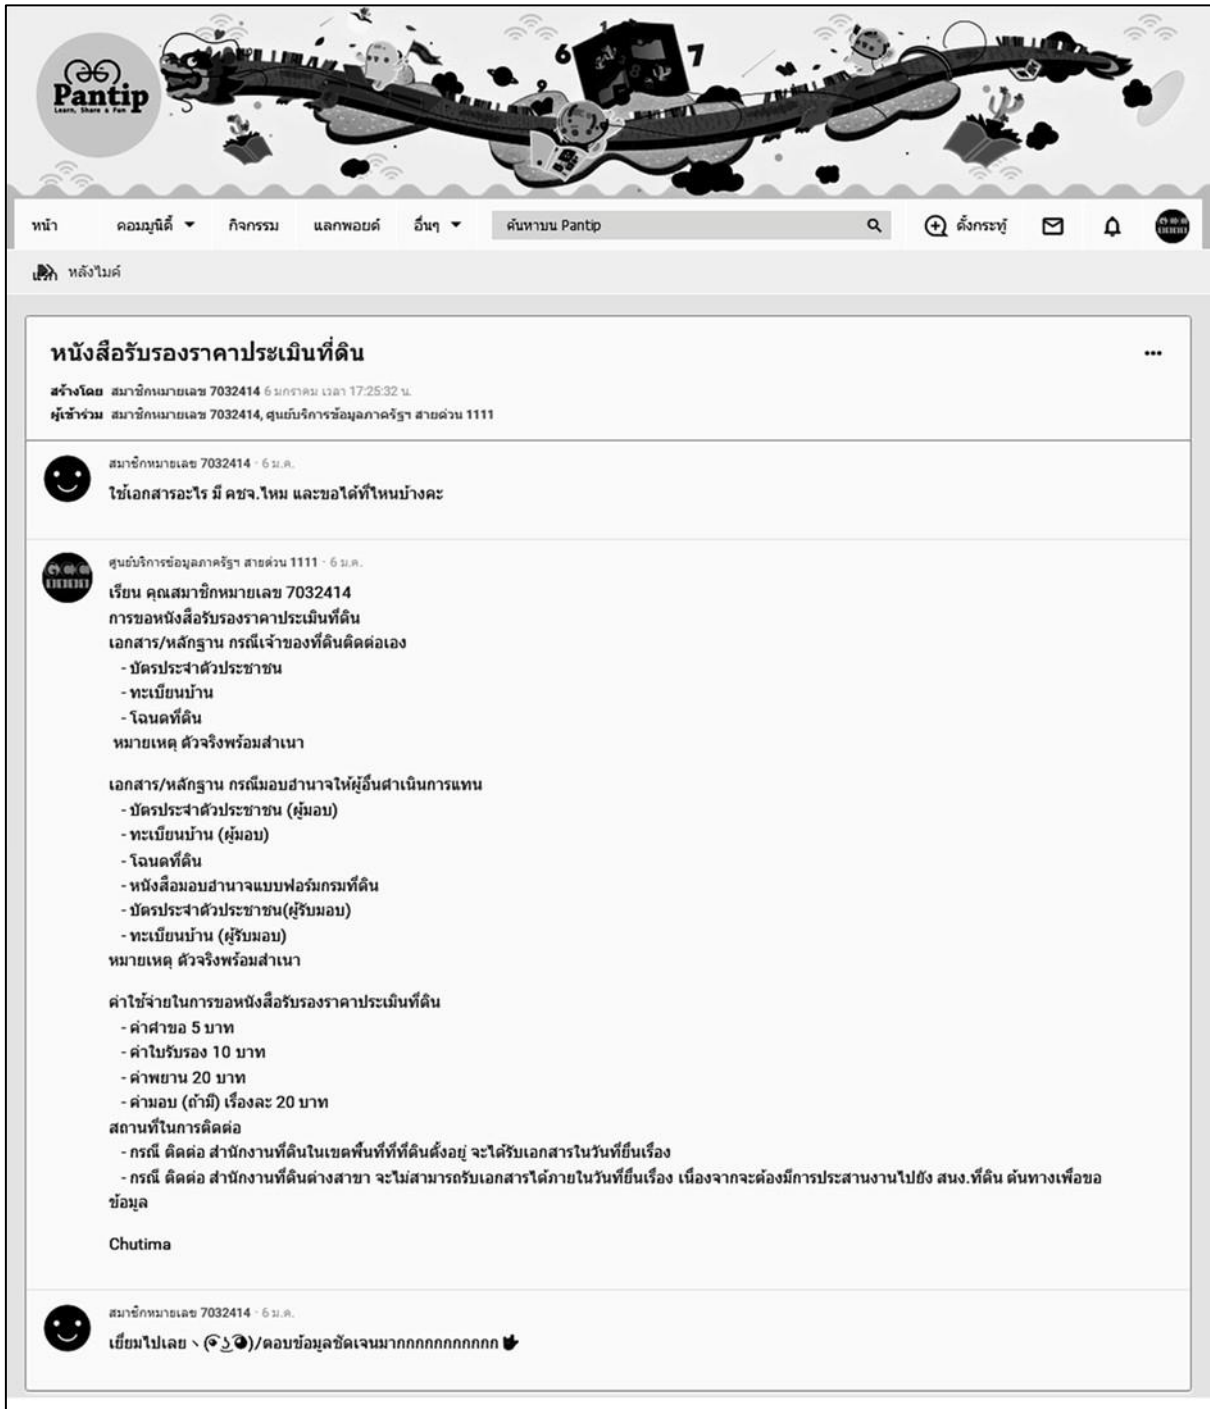 Pantip
Learn, Share & Fun
6
1
7
9
8
3
หน้า คอมมูนิตี้ กิจกรรม แลกพอยต์ อื่นๆ ค้นหาบน Pantip ตั้งกระทู้
หลังไมค์
หนังสือรับรองราคาประเมินที่ดิน
สร้างโดย สมาชิกหมายเลข 7032414 6 มกราคม เวลา 17:25:32 น.
ผู้เข้าร่วม สมาชิกหมายเลข 7032414, ศูนย์บริการข้อมูลภาครัฐฯ สายด่วน 1111
สมาชิกหมายเลข 7032414 · 6 ม.ค.
ใช้เอกสารอะไร มี คชจ.ไหม และขอได้ที่ไหนบ้างคะ
ศูนย์บริการข้อมูลภาครัฐฯ สายด่วน 1111 · 6 ม.ค.
เรียน คุณสมาชิกหมายเลข 7032414
การขอหนังสือรับรองราคาประเมินที่ดิน
เอกสาร/หลักฐาน กรณีเจ้าของที่ดินติดต่อเอง
- บัตรประจำตัวประชาชน
- ทะเบียนบ้าน
- โฉนดที่ดิน
หมายเหตุ ตัวจริงพร้อมสำเนา
เอกสาร/หลักฐาน กรณีมอบอำนาจให้ผู้อื่นดำเนินการแทน
- บัตรประจำตัวประชาชน (ผู้มอบ)
- ทะเบียนบ้าน (ผู้มอบ)
- โฉนดที่ดิน
- หนังสือมอบอำนาจแบบฟอร์มกรมที่ดิน
- บัตรประจำตัวประชาชน(ผู้รับมอบ)
- ทะเบียนบ้าน (ผู้รับมอบ)
หมายเหตุ ตัวจริงพร้อมสำเนา
ค่าใช้จ่ายในการขอหนังสือรับรองราคาประเมินที่ดิน
- ค่าคำขอ 5 บาท
- ค่าใบรับรอง 10 บาท
- ค่าพยาน 20 บาท
- ค่ามอบ (ถ้ามี) เรื่องละ 20 บาท
สถานที่ในการติดต่อ
- กรณี ติดต่อ สำนักงานที่ดินในเขตพื้นที่ที่ที่ดินตั้งอยู่ จะได้รับเอกสารในวันที่ยื่นเรื่อง
- กรณี ติดต่อ สำนักงานที่ดินต่างสาขา จะไม่สามารถรับเอกสารได้ภายในวันที่ยื่นเรื่อง เนื่องจากจะต้องมีการประสานงานไปยัง สนง.ที่ดิน ต้นทางเพื่อขอ
ข้อมูล
Chutima
สมาชิกหมายเลข 7032414 · 6 ม.ค.
เยี่ยมไปเลย ヽ(͡◕ ͜ʖ ͡◕)/ตอบข้อมูลชัดเจนมากกกกกกกกกกก